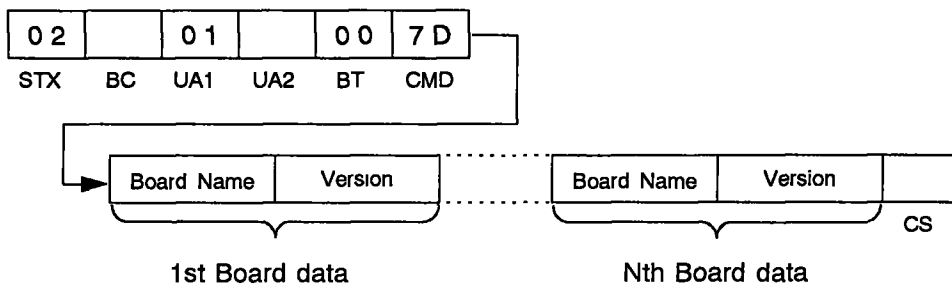 02 01 00 7D
STX BC UA1 UA2 BT CMD
Board Name Version Board Name Version
CS
1st Board data Nth Board data